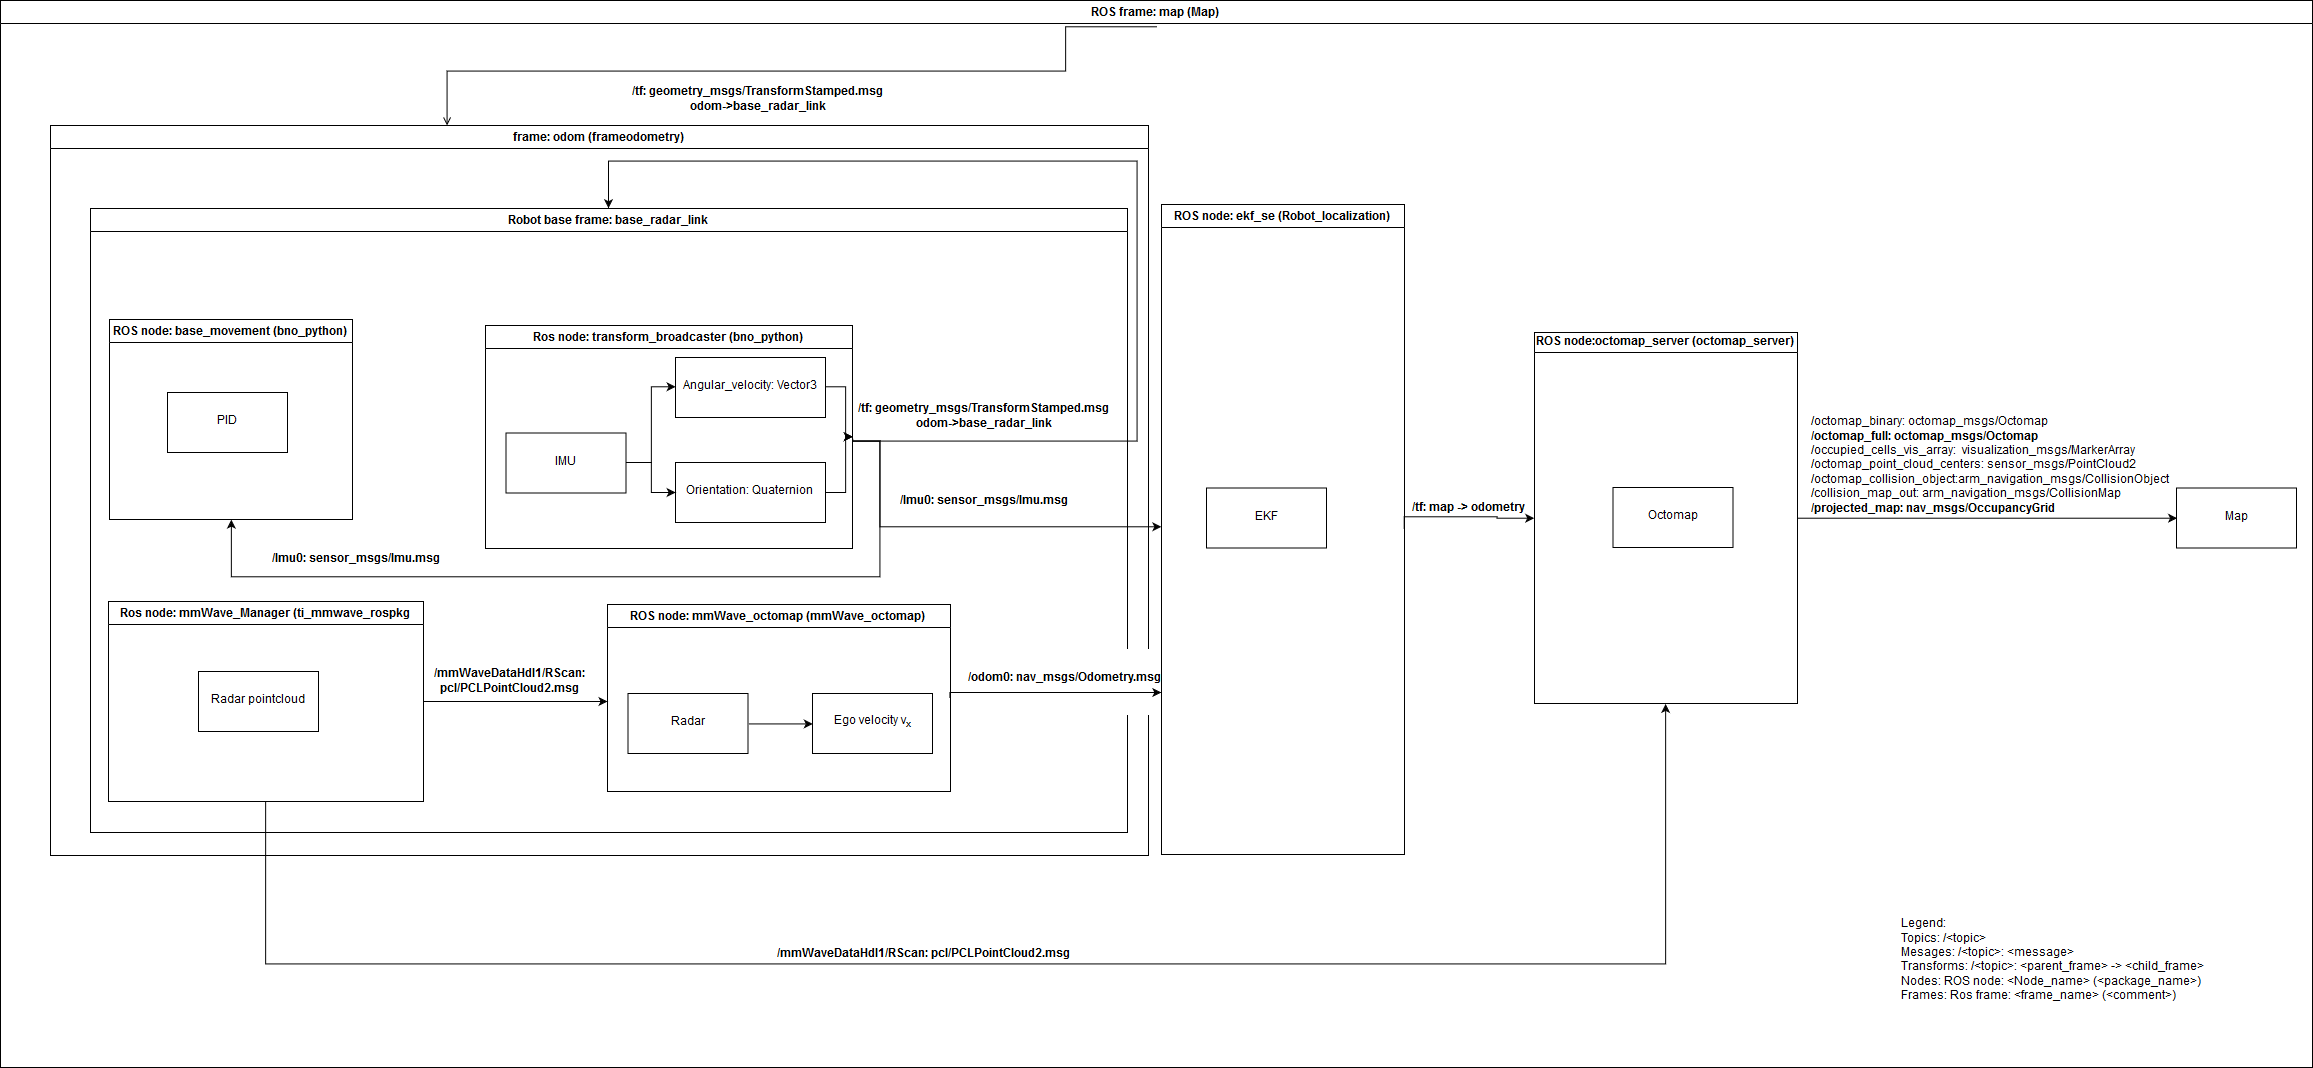 ROS frame: map (Map)
/tf: geometry_msgs/TransformStamped.msg
odom->base_radar_link
frame: odom (frameodometry)
Robot base frame: base_radar_link
ROS node: ekf_se (Robot_localization)
ROS node: base_movement (bno_python)
PID
Ros node: transform_broadcaster (bno_python)
Angular_velocity: Vector3
IMU
Orientation: Quaternion
/tf: geometry_msgs/TransformStamped.msg
odom->base_radar_link
/Imu0: sensor_msgs/Imu.msg
/Imu0: sensor_msgs/Imu.msg
EKF
/tf: map -> odometry
ROS node:octomap_server (octomap_server)
Octomap
/octomap_binary: octomap_msgs/Octomap
/octomap_full: octomap_msgs/Octomap
/occupied_cells_vis_array: visualization_msgs/MarkerArray
/octomap_point_cloud_centers: sensor_msgs/PointCloud2
/octomap_collision_object:arm_navigation_msgs/CollisionObject
/collision_map_out: arm_navigation_msgs/CollisionMap
/projected_map: nav_msgs/OccupancyGrid
Map
Ros node: mmWave_Manager (ti_mmwave_rospkg
Radar pointcloud
/mmWaveDataHdl1/RScan:
pcl/PCLPointCloud2.msg
ROS node: mmWave_octomap (mmWave_octomap)
Radar
Ego velocity vx
/odom0: nav_msgs/Odometry.msg
/mmWaveDataHdl1/RScan: pcl/PCLPointCloud2.msg
Legend:
Topics: /<topic>
Mesages: /<topic>: <message>
Transforms: /<topic>: <parent_frame> -> <child_frame>
Nodes: ROS node: <Node_name> (<package_name>)
Frames: Ros frame: <frame_name> (<comment>)